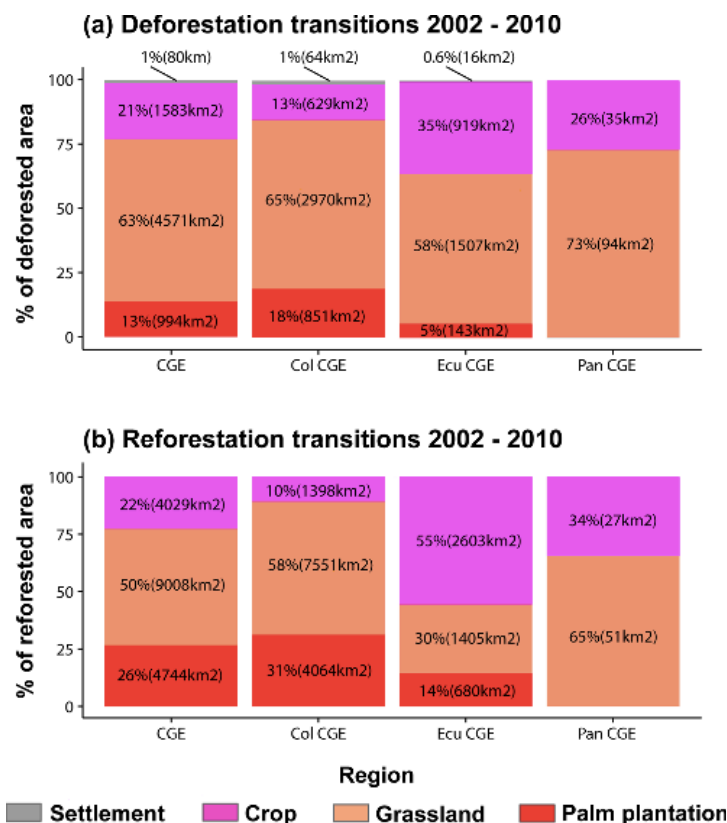 (a) Deforestation transitions 2002 - 2010
1%(80km) 1%(64km2) 0.6%(16km2)
% of deforested area
100
75
50
25
0
21%(1583km2) 13%(629km2) 35%(919km2) 26%(35km2)
63%(4571km2) 65%(2970km2) 58%(1507km2) 73%(94km2)
13%(994km2) 18%(851km2) 5%(143km2)
CGE Col CGE Ecu CGE Pan CGE
(b) Reforestation transitions 2002 - 2010
% of reforested area
100
75
50
25
0
22%(4029km2) 10%(1398km2) 55%(2603km2) 34%(27km2)
50%(9008km2) 58%(7551km2) 30%(1405km2) 65%(51km2)
26%(4744km2) 31%(4064km2) 14%(680km2)
CGE Col CGE Ecu CGE Pan CGE
Region
Settlement Crop Grassland Palm plantation